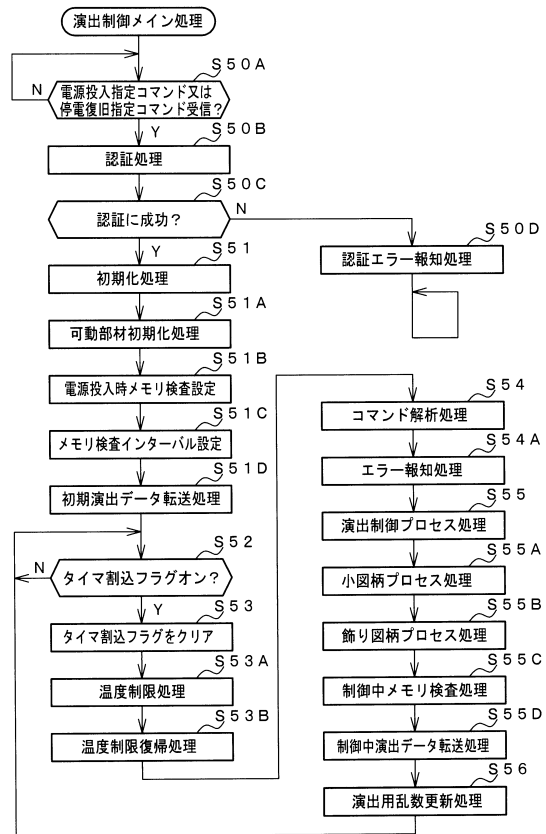 演出制御メイン処理
S50A
N
電源投入指定コマンド又は
停電復旧指定コマンド受信？
Y
S50B
認証処理
S50C
認証に成功？
N
Y
S50D
認証エラー報知処理
S51
初期化処理
S51A
可動部材初期化処理
S51B
電源投入時メモリ検査設定
S51C
メモリ検査インターバル設定
S51D
初期演出データ転送処理
S52
N
タイマ割込フラグオン？
Y
S53
タイマ割込フラグをクリア
S53A
温度制限処理
S53B
温度制限復帰処理
S54
コマンド解析処理
S54A
エラー報知処理
S55
演出制御プロセス処理
S55A
小図柄プロセス処理
S55B
飾り図柄プロセス処理
S55C
制御中メモリ検査処理
S55D
制御中演出データ転送処理
S56
演出用乱数更新処理